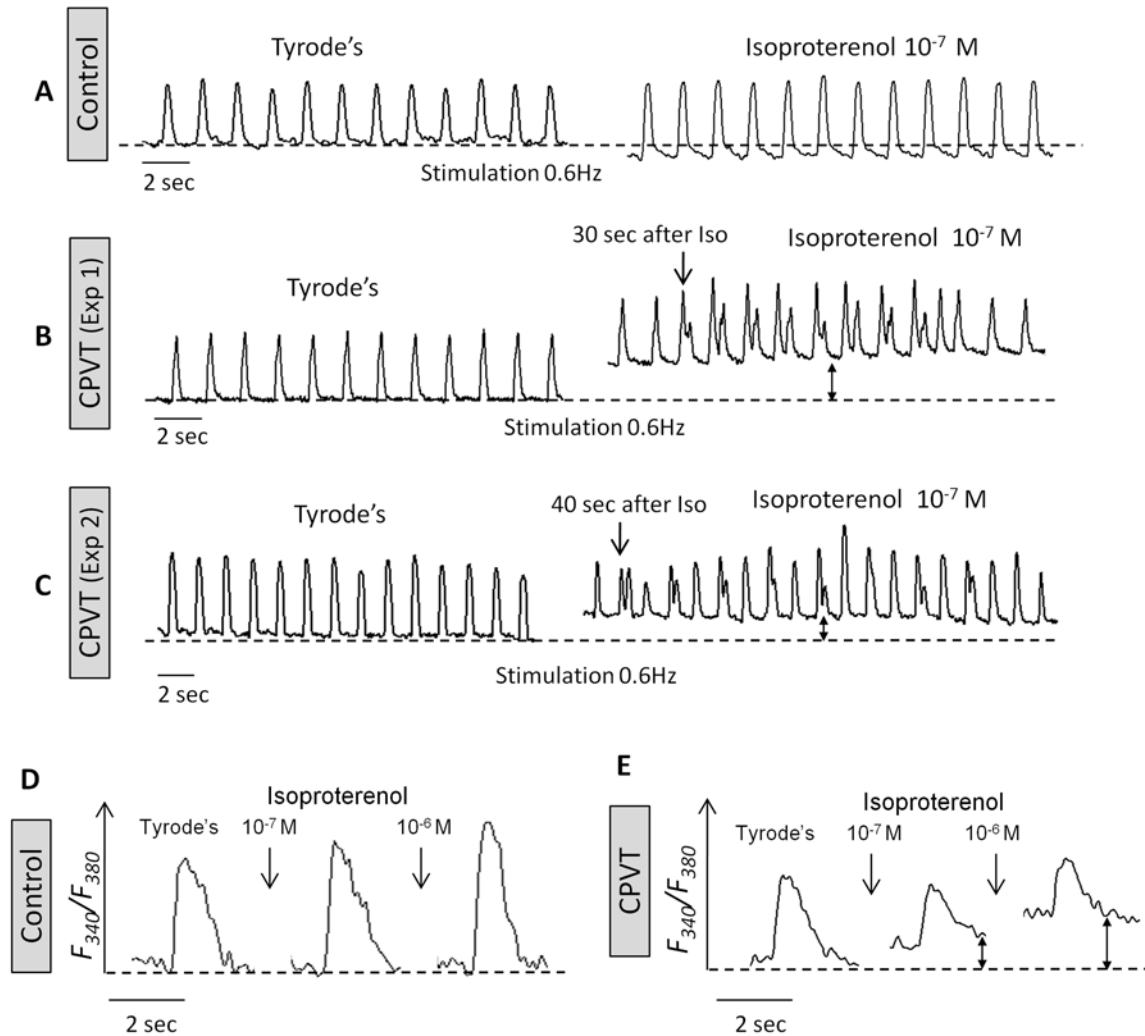 A
Control
Tyrode's
Isoproterenol 10-7 M
2 sec
Stimulation 0.6Hz
B
CPVT (Exp 1)
Tyrode's
30 sec after Iso
Isoproterenol 10-7 M
2 sec
Stimulation 0.6Hz
C
CPVT (Exp 2)
Tyrode's
40 sec after Iso
Isoproterenol 10-7 M
2 sec
Stimulation 0.6Hz
D
Control
F340/F380
Isoproterenol
Tyrode's
10-7 M
10-6 M
2 sec
E
CPVT
F340/F380
Isoproterenol
Tyrode's
10-7 M
10-6 M
2 sec